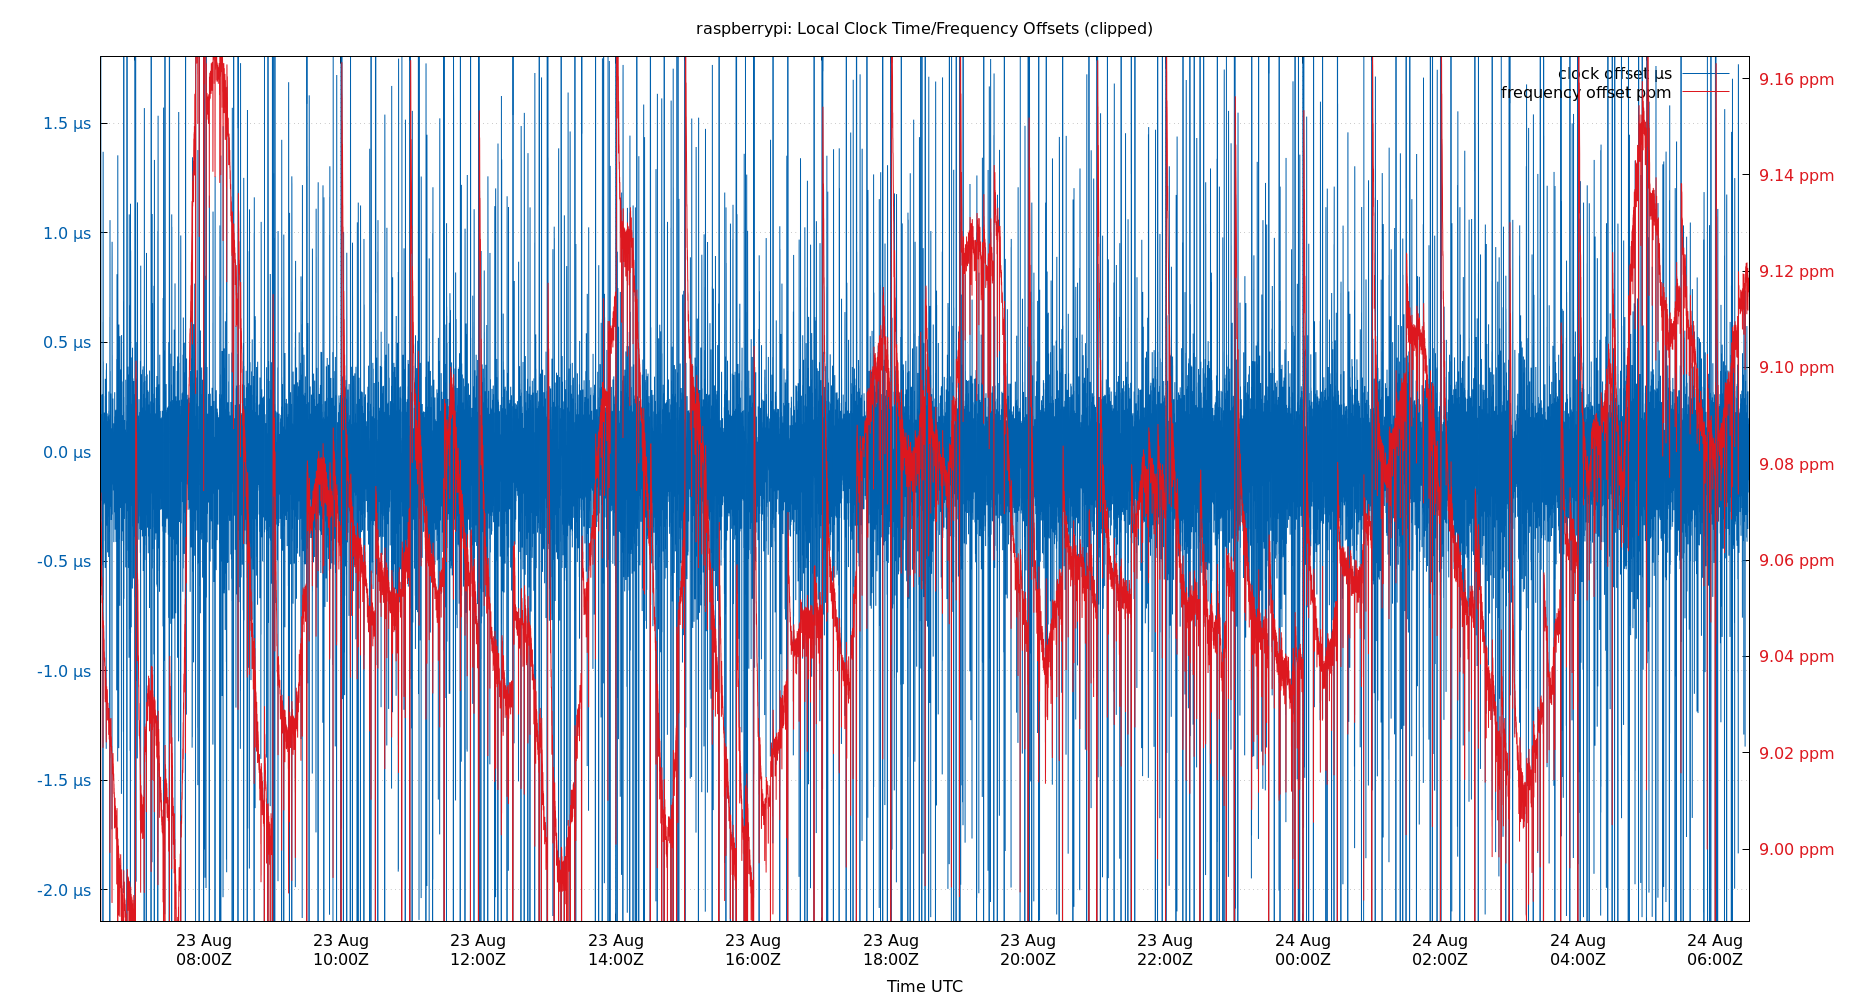 raspberrypi: Local Clock Time/Frequency Offsets (clipped)
clock offset µs
frequency offset ppm
1.5 µs
1.0 µs
0.5 µs
0.0 µs
-0.5 µs
-1.0 µs
-1.5 µs
-2.0 µs
9.16 ppm
9.14 ppm
9.12 ppm
9.10 ppm
9.08 ppm
9.06 ppm
9.04 ppm
9.02 ppm
9.00 ppm
23 Aug 23 Aug 23 Aug 23 Aug 23 Aug 23 Aug 23 Aug 23 Aug 24 Aug 24 Aug 24 Aug 24 Aug
08:00Z 10:00Z 12:00Z 14:00Z 16:00Z 18:00Z 20:00Z 22:00Z 00:00Z 02:00Z 04:00Z 06:00Z
Time UTC